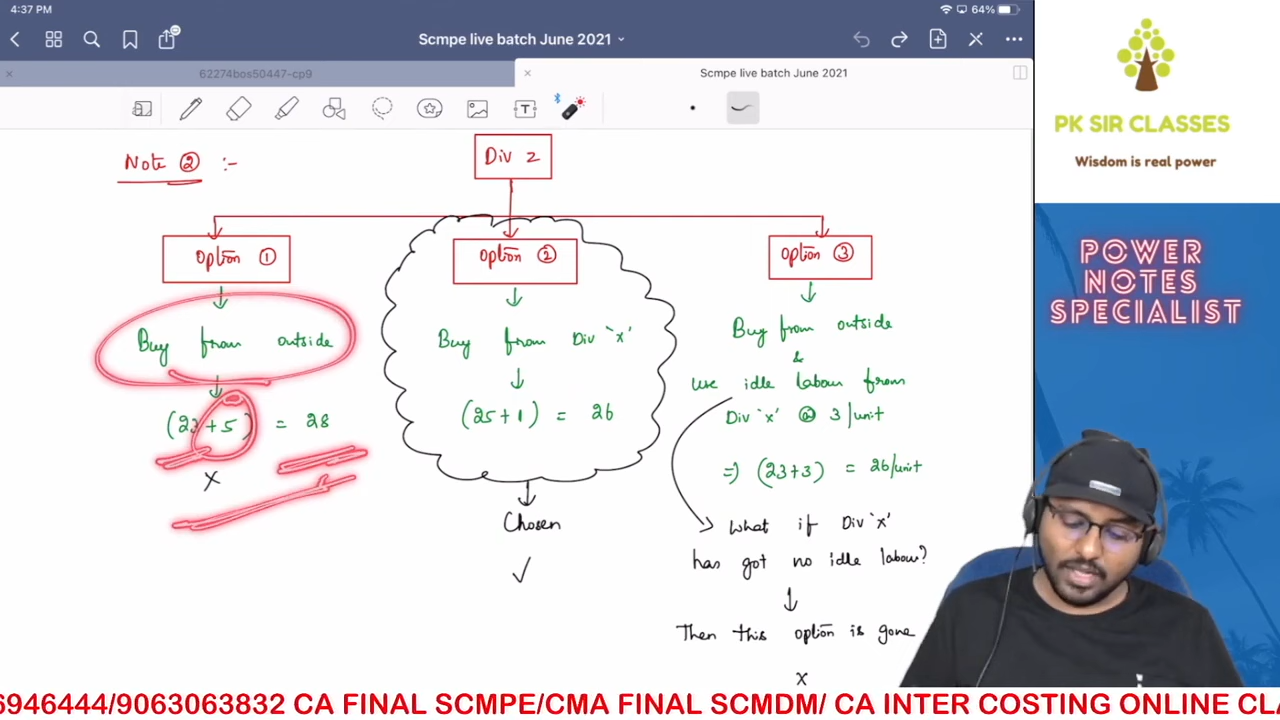 4:37 PM
64%
Scmpe live batch June 2021
62274bos50447-cp9
Scmpe live batch June 2021
Note ② :-
Div 2
Option ①
Option ②
Option ③
Buy from outside
Buy from Div 'x'
Buy from outside
&
use idle labour from
Div 'x' @ 3/unit
(23+5) = 28
(25+1) = 26
=) (23+3) = 26/unit
x
Chosen
✓
What if Div 'x'
has got no idle labour?
Then this option is gone
x
PK SIR CLASSES
Wisdom is real power
POWER
NOTES
SPECIALIST
6946444/9063063832 CA FINAL SCMPE/CMA FINAL SCMDM/ CA INTER COSTING ONLINE CLA